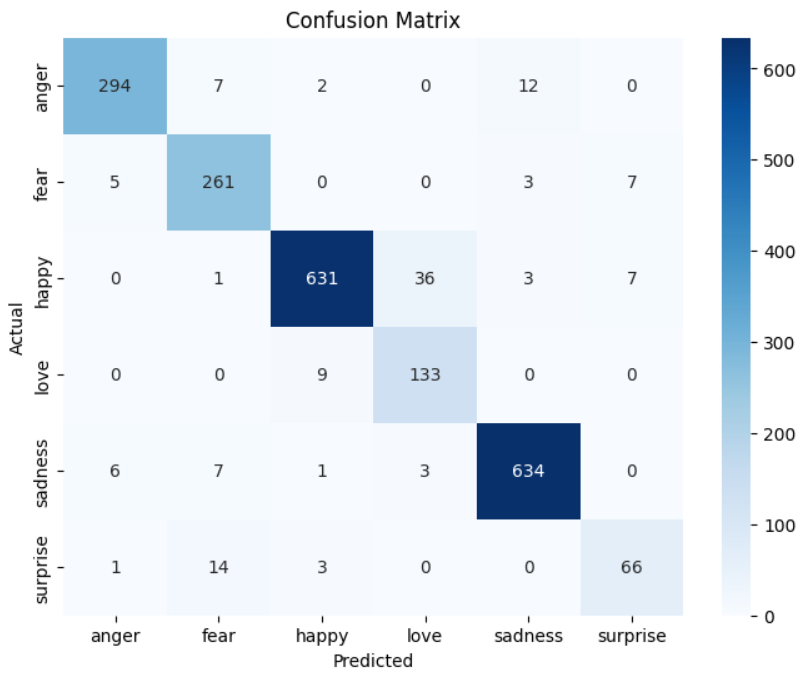 Confusion Matrix
anger 294 7 2 0 12 0
fear 5 261 0 0 3 7
happy 0 1 631 36 3 7
love 0 0 9 133 0 0
sadness 6 7 1 3 634 0
surprise 1 14 3 0 0 66
anger fear happy love sadness surprise
Predicted
Actual
600
500
400
300
200
100
0